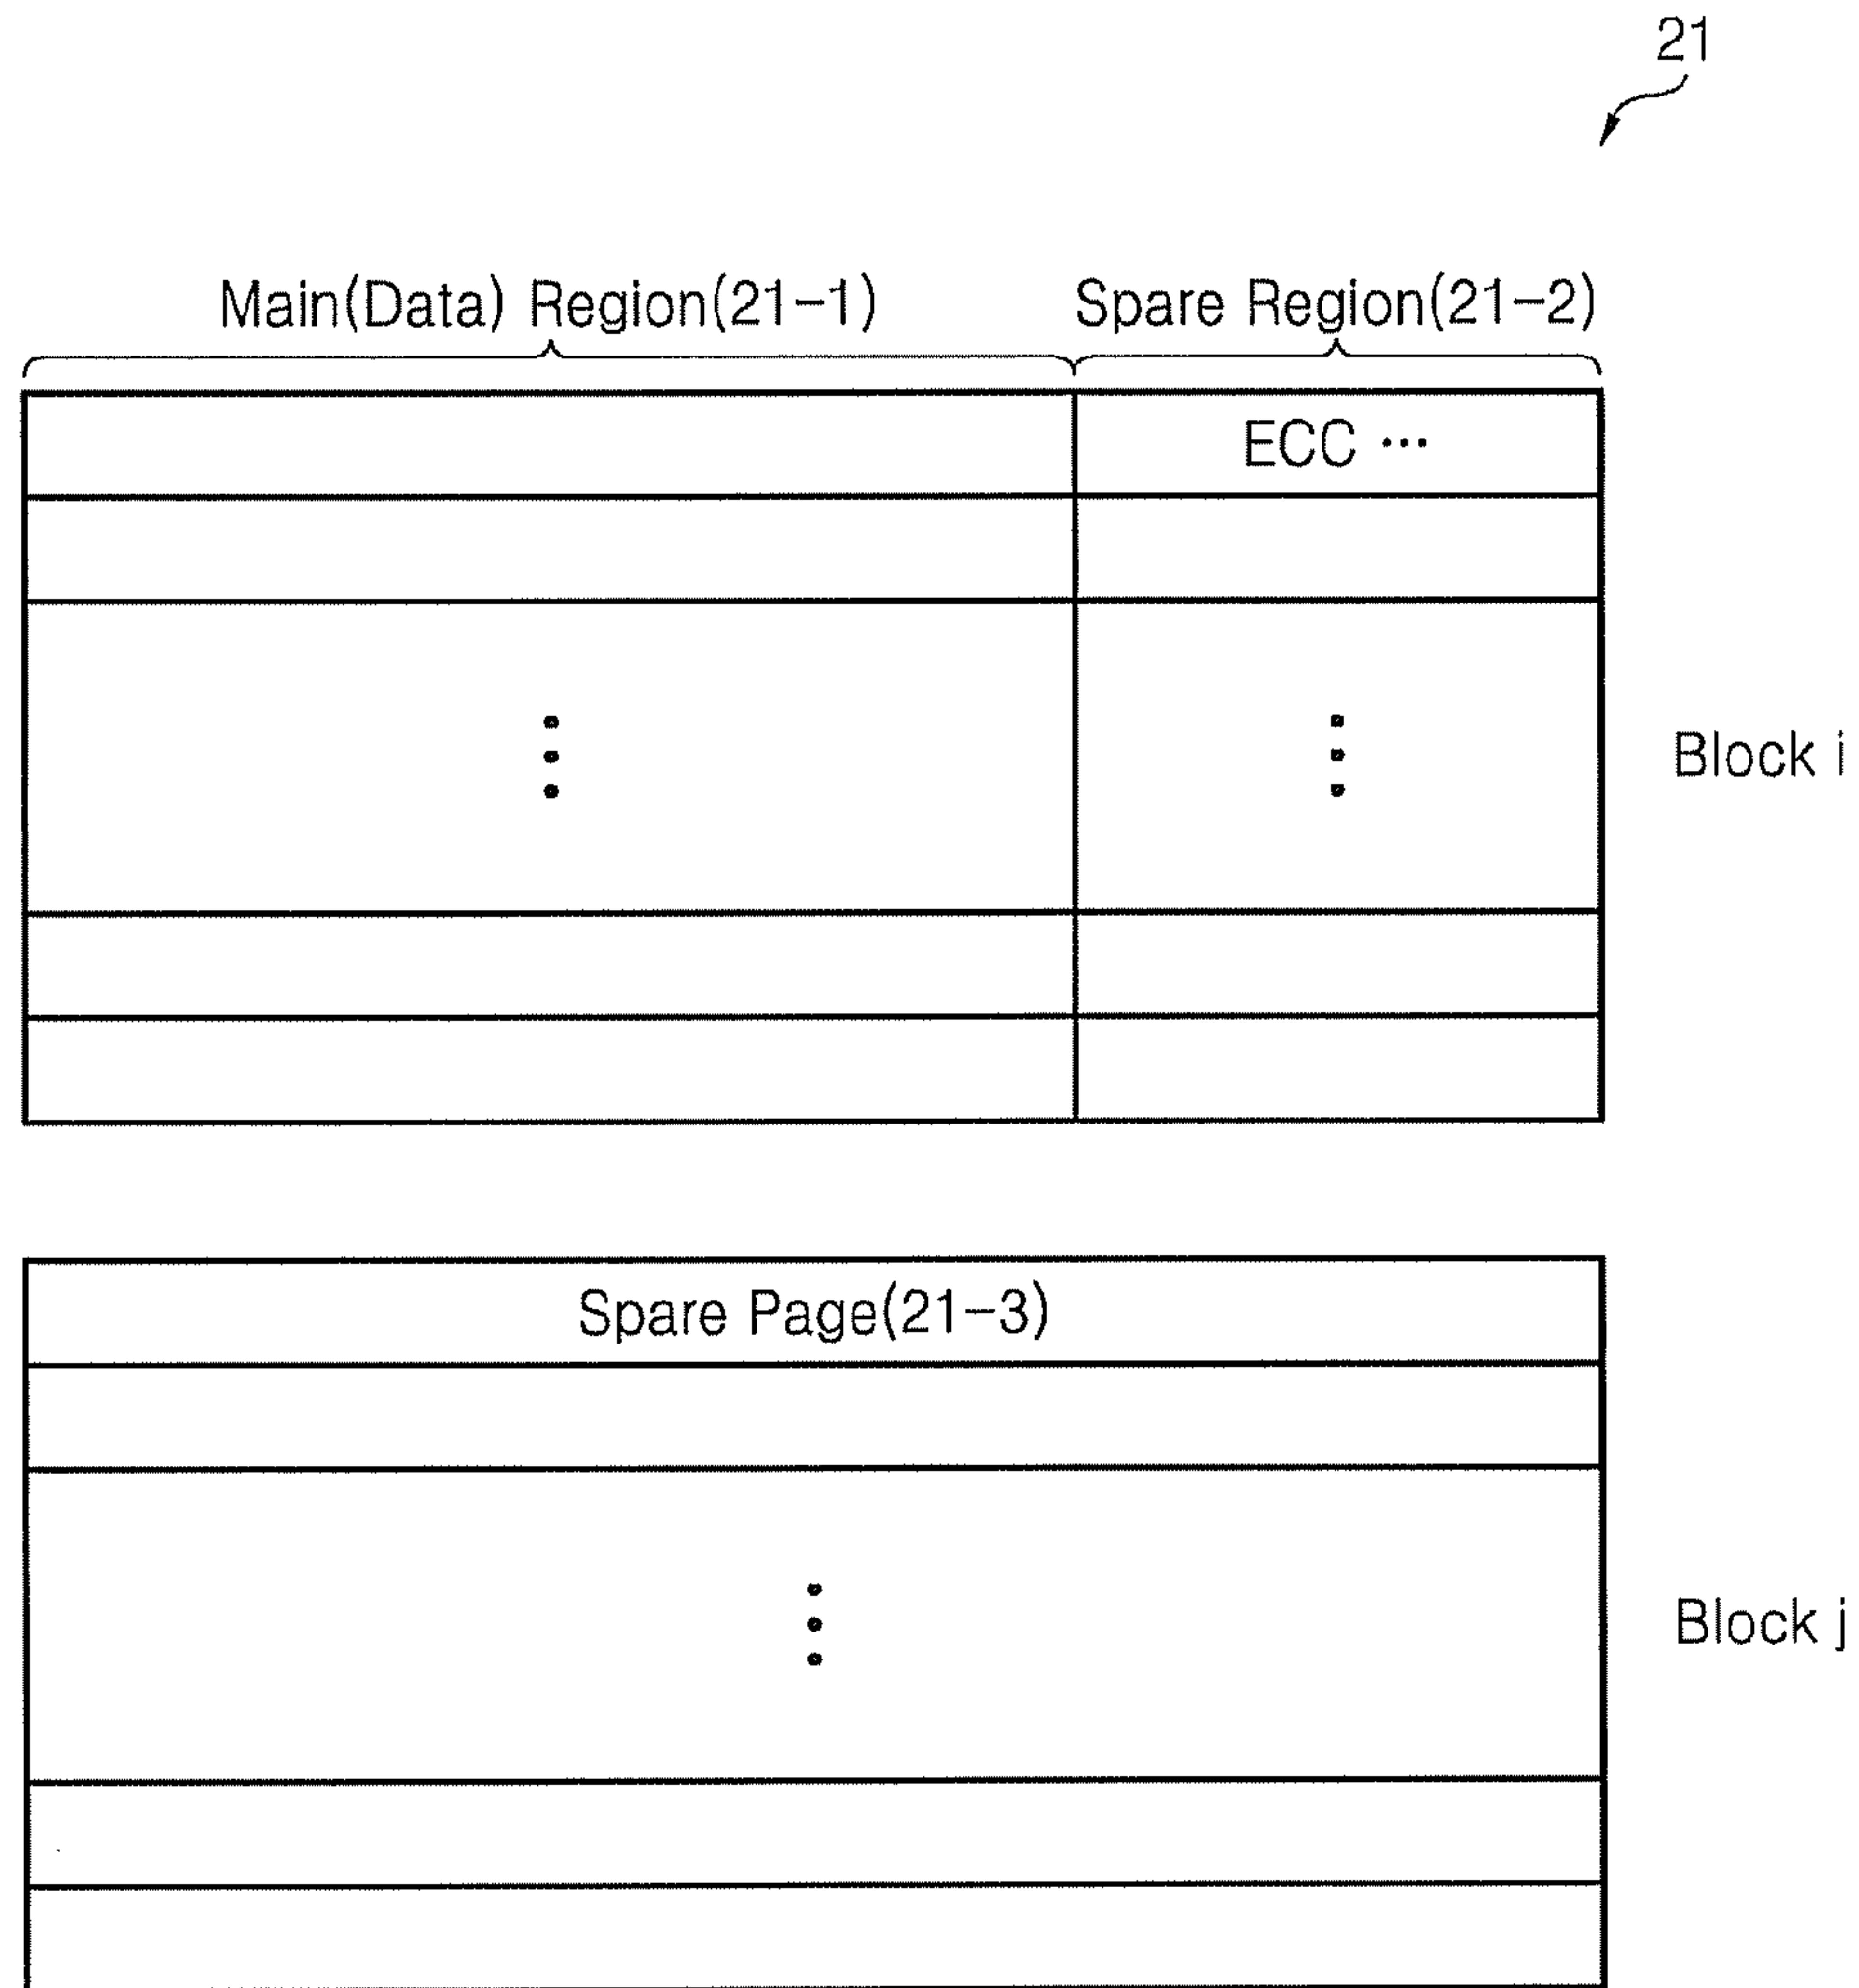 21
Main(Data) Region(21-1) Spare Region(21-2)
ECC ···
Block i
Spare Page(21-3)
Block j